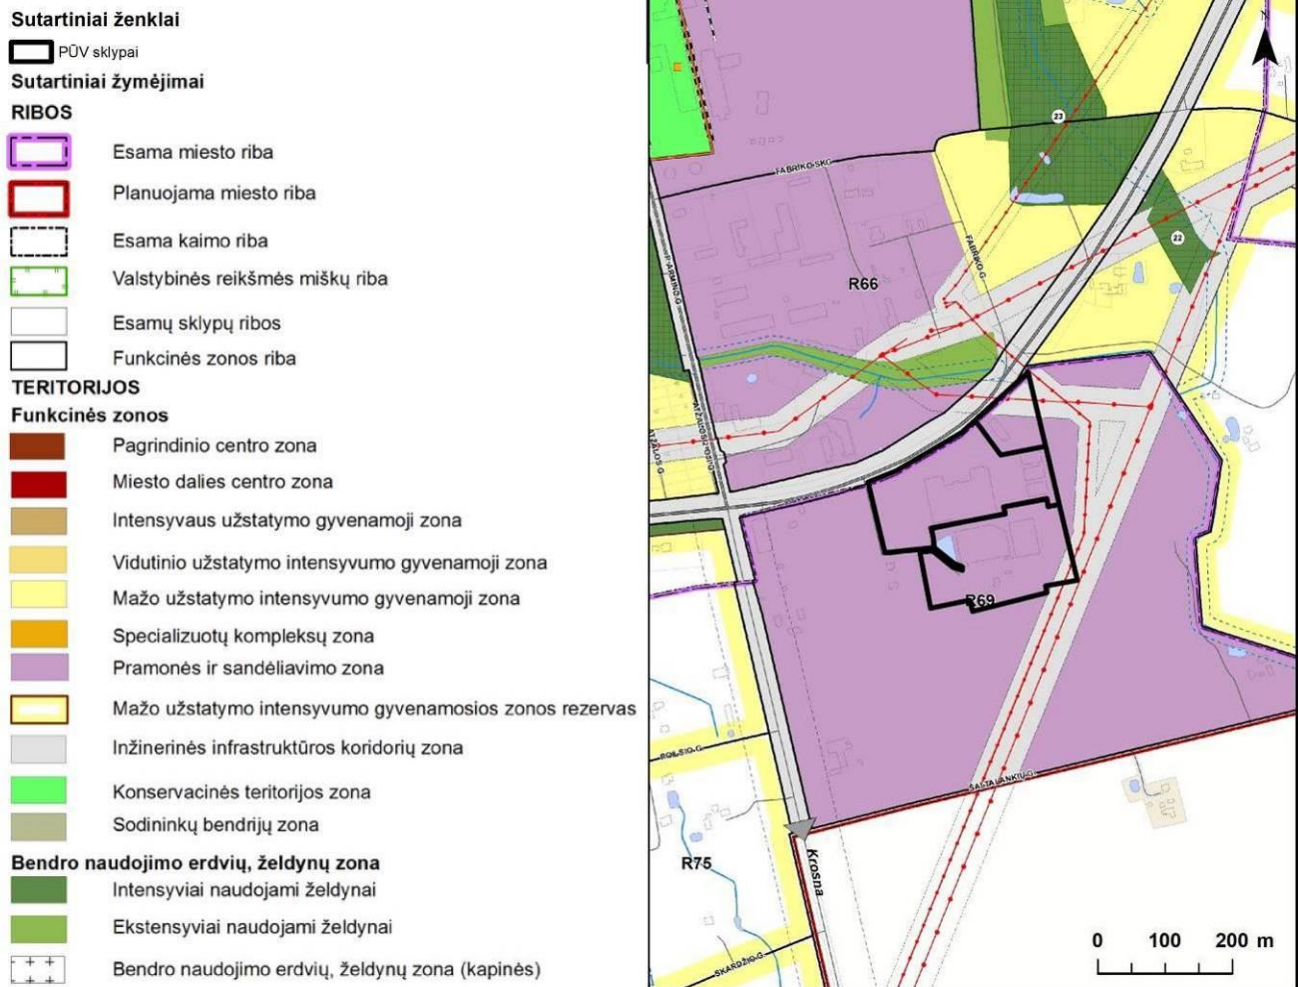 Sutartiniai ženklai
PŪV sklypai
Sutartiniai žymėjimai
RIBOS
Esama miesto riba
Planuojama miesto riba
Esama kaimo riba
Valstybinės reikšmės miškų riba
Esamų sklypų ribos
Funkcinės zonos riba
TERITORIJOS
Funkcinės zonos
Pagrindinio centro zona
Miesto dalies centro zona
Intensyvaus užstatymo gyvenamoji zona
Vidutinio užstatymo intensyvumo gyvenamoji zona
Mažo užstatymo intensyvumo gyvenamoji zona
Specializuotų kompleksų zona
Pramonės ir sandėliavimo zona
Mažo užstatymo intensyvumo gyvenamosios zonos rezervas
Inžinerinės infrastruktūros koridorių zona
Konservacinės teritorijos zona
Sodininkų bendrijų zona
Bendro naudojimo erdvių, želdynų zona
Intensyviai naudojami želdynai
Ekstensyviai naudojami želdynai
Bendro naudojimo erdvių, želdynų zona (kapinės)
N
23
FABRIKO SKG
22
FABRIKO G.
R66
R69
R75
Krosna
SKARDŽIO G.
0 100 200 m